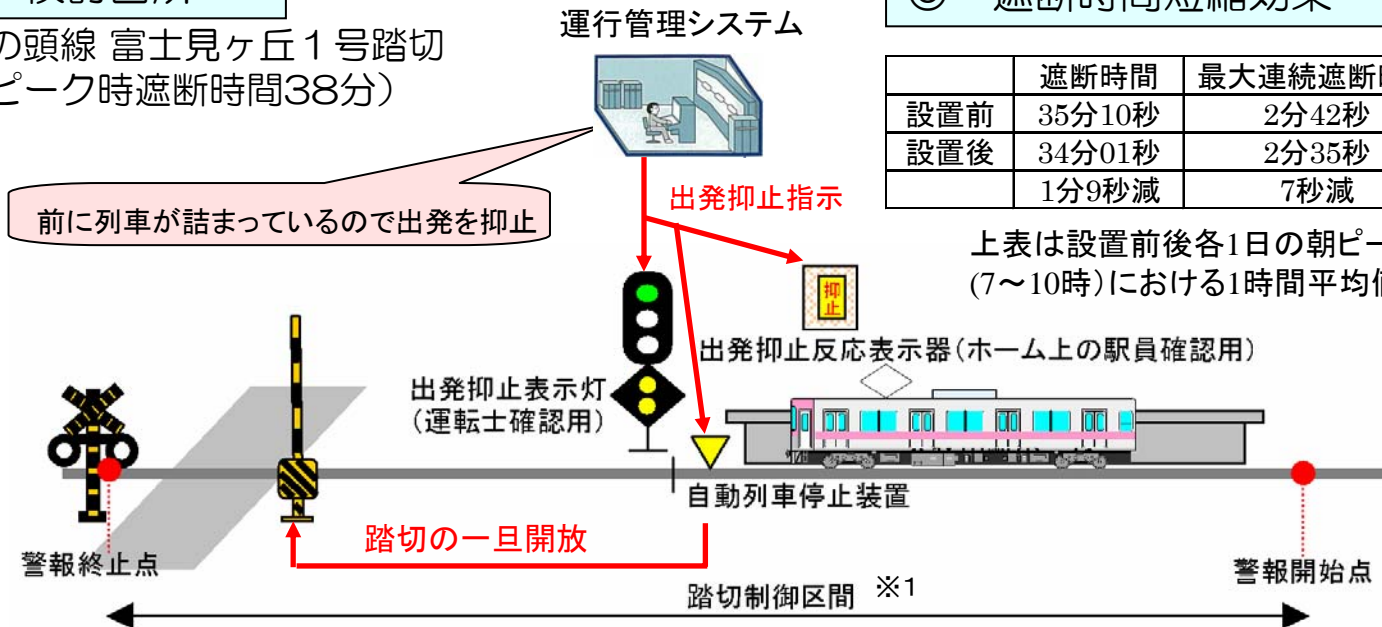 の頭線 富士見ヶ丘１号踏切
ピーク時遮断時間38分）
運行管理システム
遮断時間短縮効果
遮断時間 最大連続遮断
設置前 35分10秒 2分42秒
設置後 34分01秒 2分35秒
1分9秒減 7秒減
上表は設置前後各1日の朝ピー
(7～10時)における1時間平均
前に列車が詰まっているので出発を抑止
出発抑止指示
抑止
出発抑止反応表示器(ホーム上の駅員確認用)
出発抑止表示灯
(運転士確認用)
自動列車停止装置
踏切の一旦開放
警報終止点
警報開始点
踏切制御区間 ※1